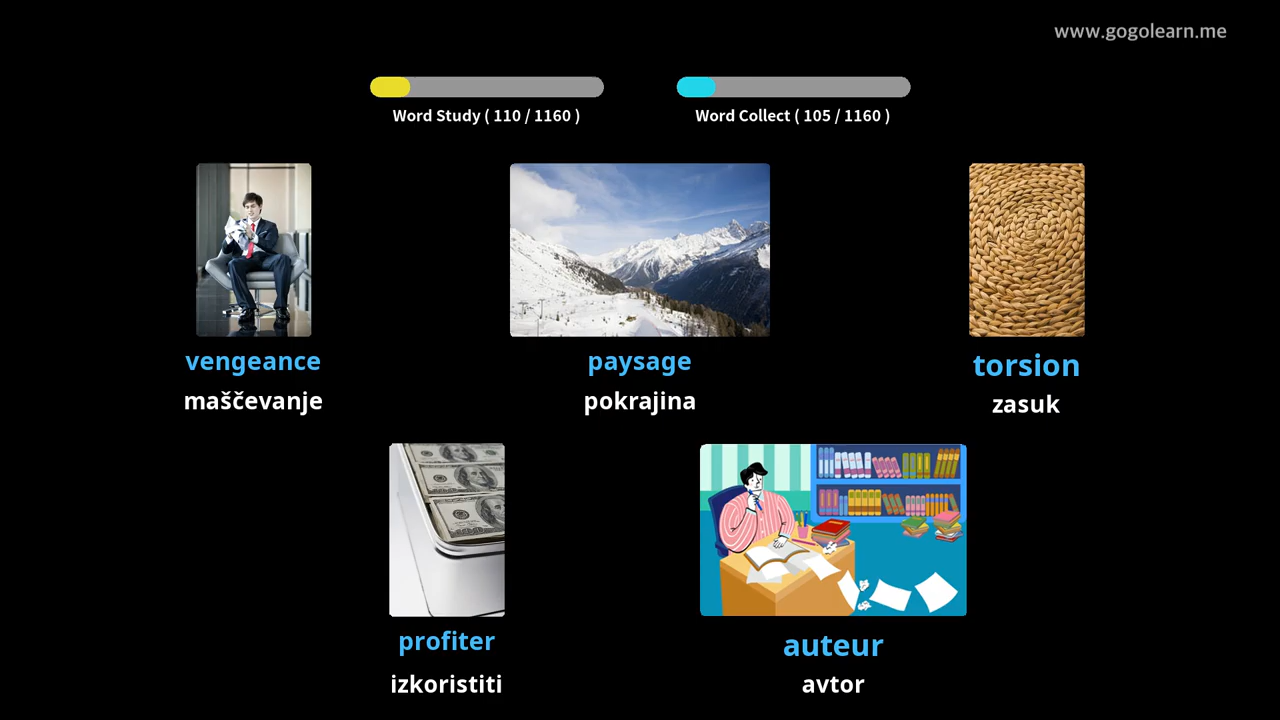 www.gogolearn.me
Word Study ( 110 / 1160 )
Word Collect ( 105 / 1160 )
vengeance
maščevanje
paysage
pokrajina
torsion
zasuk
profiter
izkoristiti
auteur
avtor